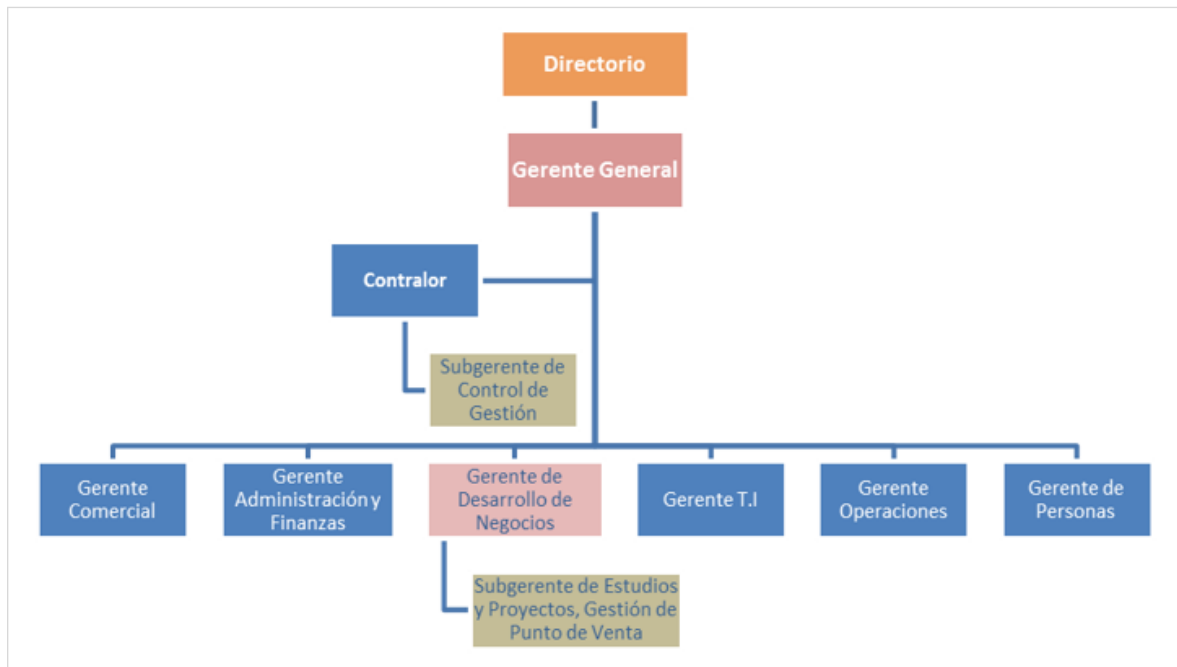 Directorio
Gerente General
Contralor
Subgerente de
Control de
Gestión
Gerente
Comercial
Gerente
Administración y
Finanzas
Gerente de
Desarrollo de
Negocios
Gerente T.I
Gerente
Operaciones
Gerente de
Personas
Subgerente de Estudios
y Proyectos, Gestión de
Punto de Venta